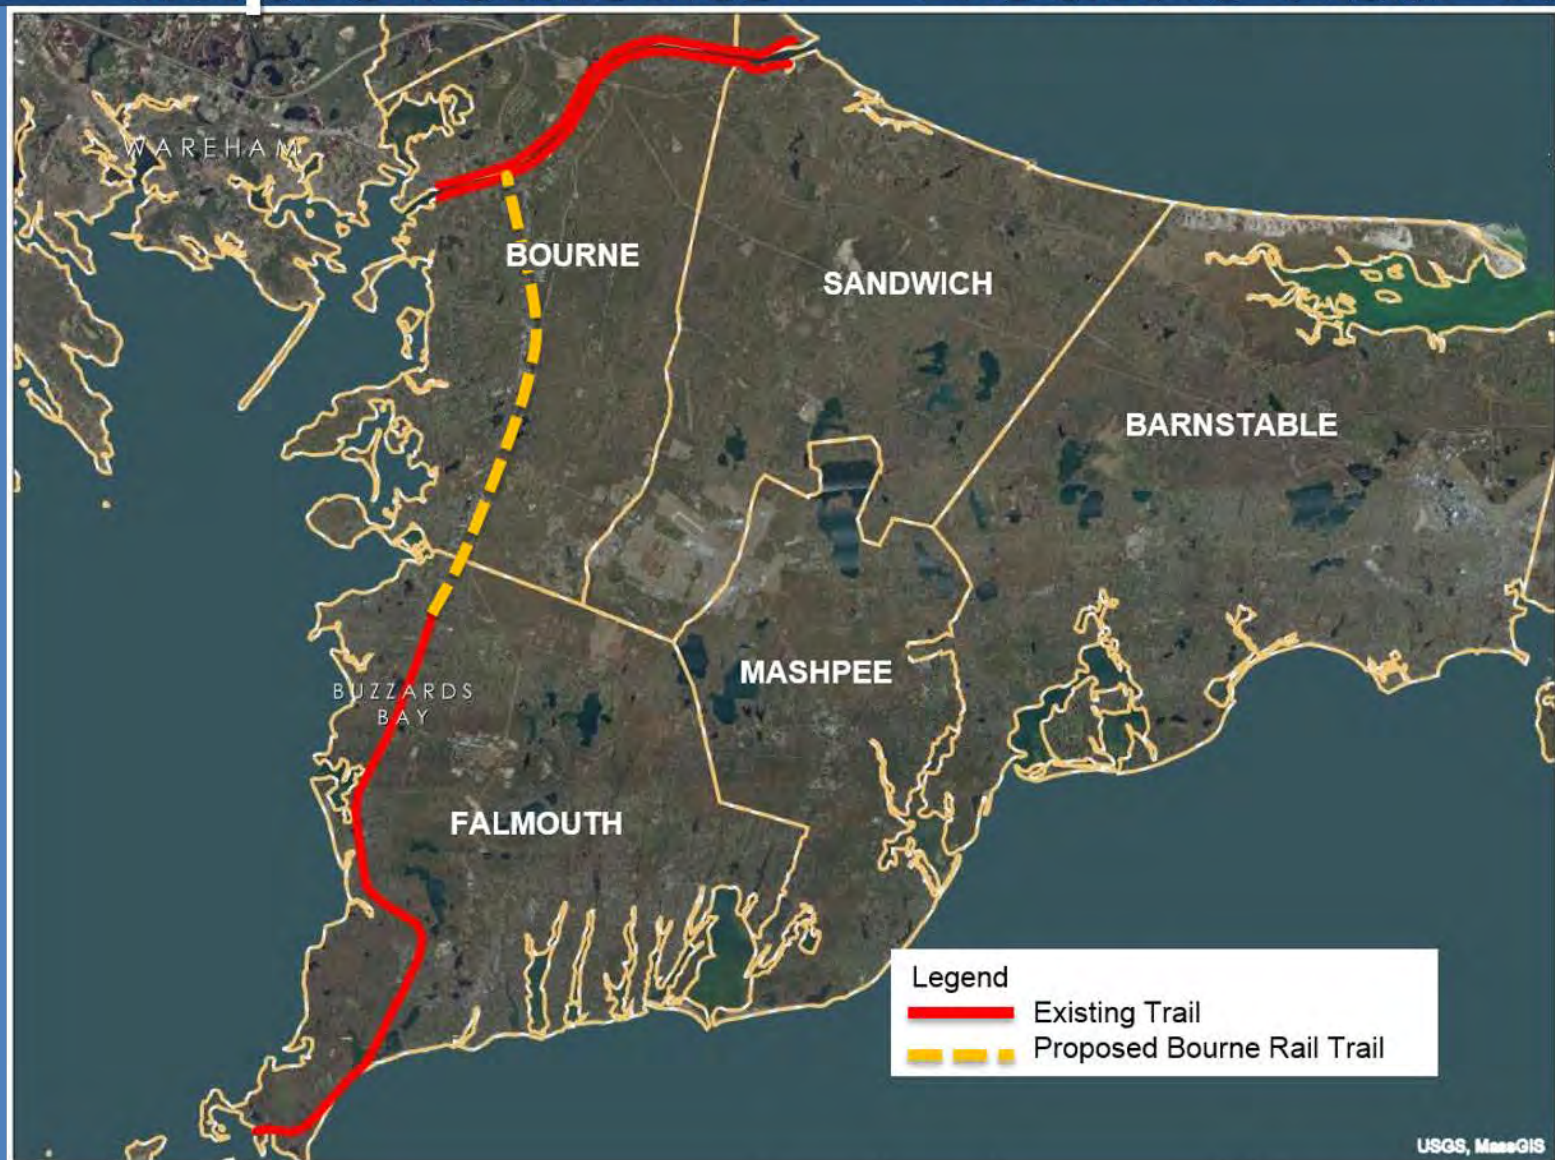 WAREHAM
BOURNE
SANDWICH
BARNSTABLE
MASHPEE
BUZZARDS
BAY
FALMOUTH
Legend
Existing Trail
Proposed Bourne Rail Trail
USGS, MassGIS